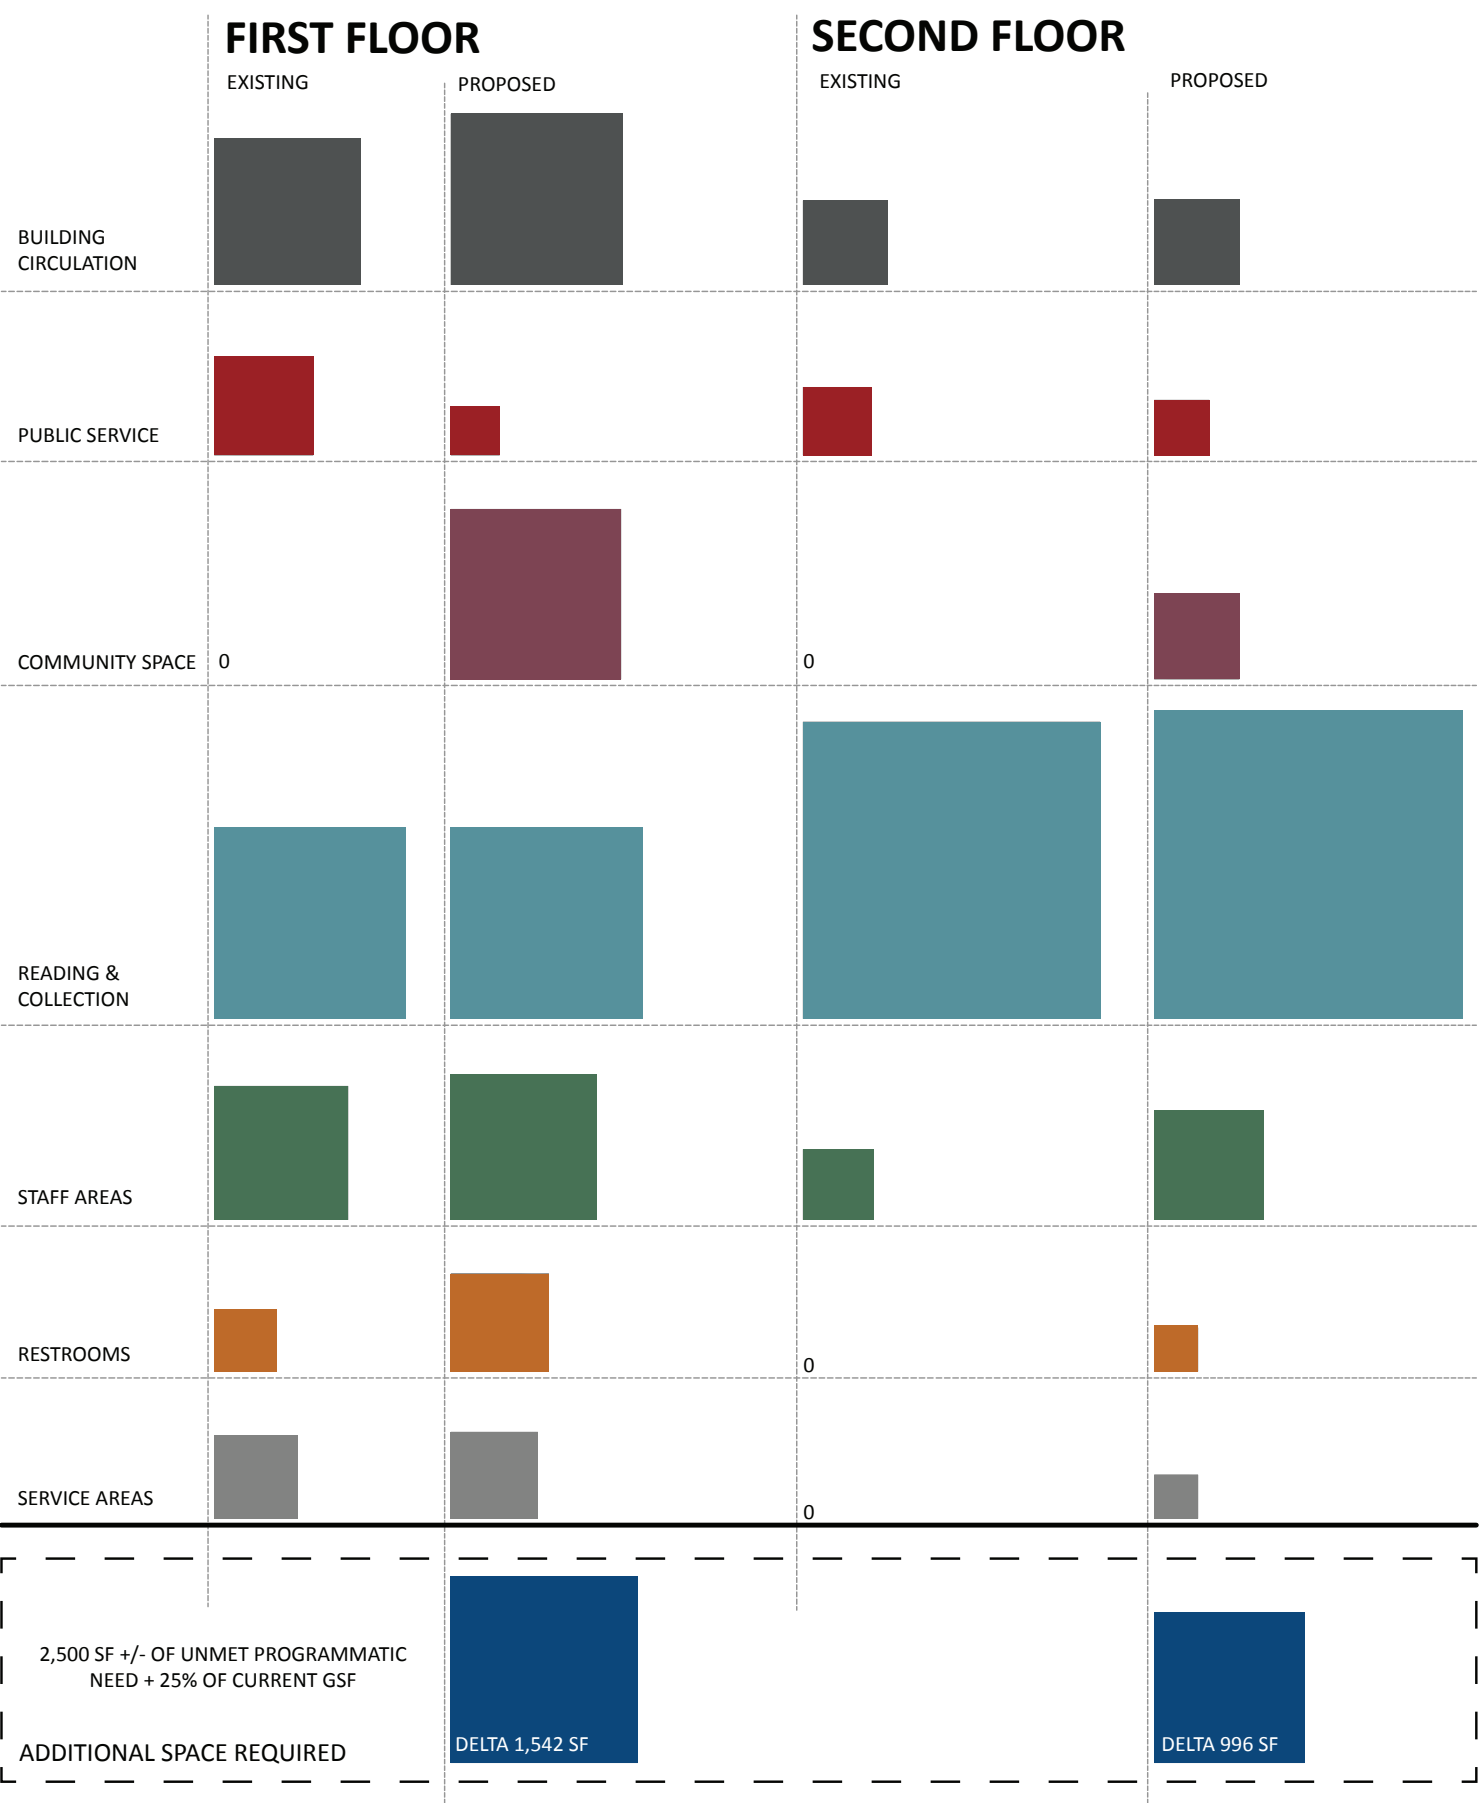 FIRST FLOOR
SECOND FLOOR
EXISTING
PROPOSED
EXISTING
PROPOSED
BUILDING
CIRCULATION
PUBLIC SERVICE
COMMUNITY SPACE
0
0
READING &
COLLECTION
STAFF AREAS
RESTROOMS
0
SERVICE AREAS
0
2,500 SF +/- OF UNMET PROGRAMMATIC
NEED + 25% OF CURRENT GSF
ADDITIONAL SPACE REQUIRED
DELTA 1,542 SF
DELTA 996 SF